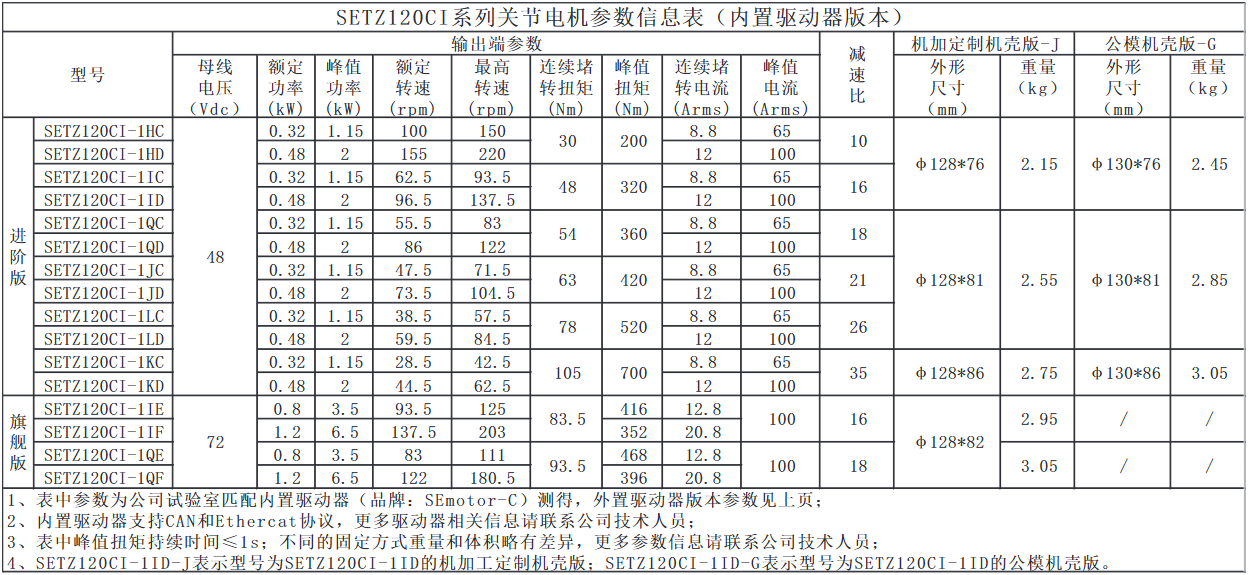 SETZ120CI系列关节电机参数信息表（内置驱动器版本）
型号 输出端参数 减速比 机加定制机壳版-J 公模机壳版-G
母线电压（Vdc） 额定功率(kW) 峰值功率(kW) 额定转速(rpm) 最高转速(rpm) 连续堵转扭矩(Nm) 峰值扭矩(Nm) 连续堵转电流(Arms) 峰值电流(Arms) 外形尺寸(mm) 重量(kg) 外形尺寸(mm) 重量(kg)
进阶版 48
SETZ120CI-1HC 0.32 1.15 100 150 30 200 8.8 65 10 φ128*76 2.15 φ130*76 2.45
SETZ120CI-1HD 0.48 2 155 220 12 100
SETZ120CI-1IC 0.32 1.15 62.5 93.5 48 320 8.8 65 16
SETZ120CI-1ID 0.48 2 96.5 137.5 12 100
SETZ120CI-1QC 0.32 1.15 55.5 83 54 360 8.8 65 18 φ128*81 2.55 φ130*81 2.85
SETZ120CI-1QD 0.48 2 86 122 12 100
SETZ120CI-1JC 0.32 1.15 47.5 71.5 63 420 8.8 65 21
SETZ120CI-1JD 0.48 2 73.5 104.5 12 100
SETZ120CI-1LC 0.32 1.15 38.5 57.5 78 520 8.8 65 26
SETZ120CI-1LD 0.48 2 59.5 84.5 12 100
SETZ120CI-1KC 0.32 1.15 28.5 42.5 105 700 8.8 65 35 φ128*86 2.75 φ130*86 3.05
SETZ120CI-1KD 0.48 2 44.5 62.5 12 100
旗舰版 72
SETZ120CI-1IE 0.8 3.5 93.5 125 83.5 416 12.8 100 16 φ128*82 2.95 / /
SETZ120CI-1IF 1.2 6.5 137.5 203 352 20.8
SETZ120CI-1QE 0.8 3.5 83 111 93.5 468 12.8 100 18 3.05 / /
SETZ120CI-1QF 1.2 6.5 122 180.5 396 20.8
1、表中参数为公司试验室匹配内置驱动器（品牌：SEmotor-C）测得，外置驱动器版本参数见上页；
2、内置驱动器支持CAN和Ethercat协议，更多驱动器相关信息请联系公司技术人员；
3、表中峰值扭矩持续时间≤1s；不同的固定方式重量和体积略有差异，更多参数信息请联系公司技术人员；
4、SETZ120CI-1ID-J表示型号为SETZ120CI-1ID的机加工定制机壳版；SETZ120CI-1ID-G表示型号为SETZ120CI-1ID的公模机壳版。